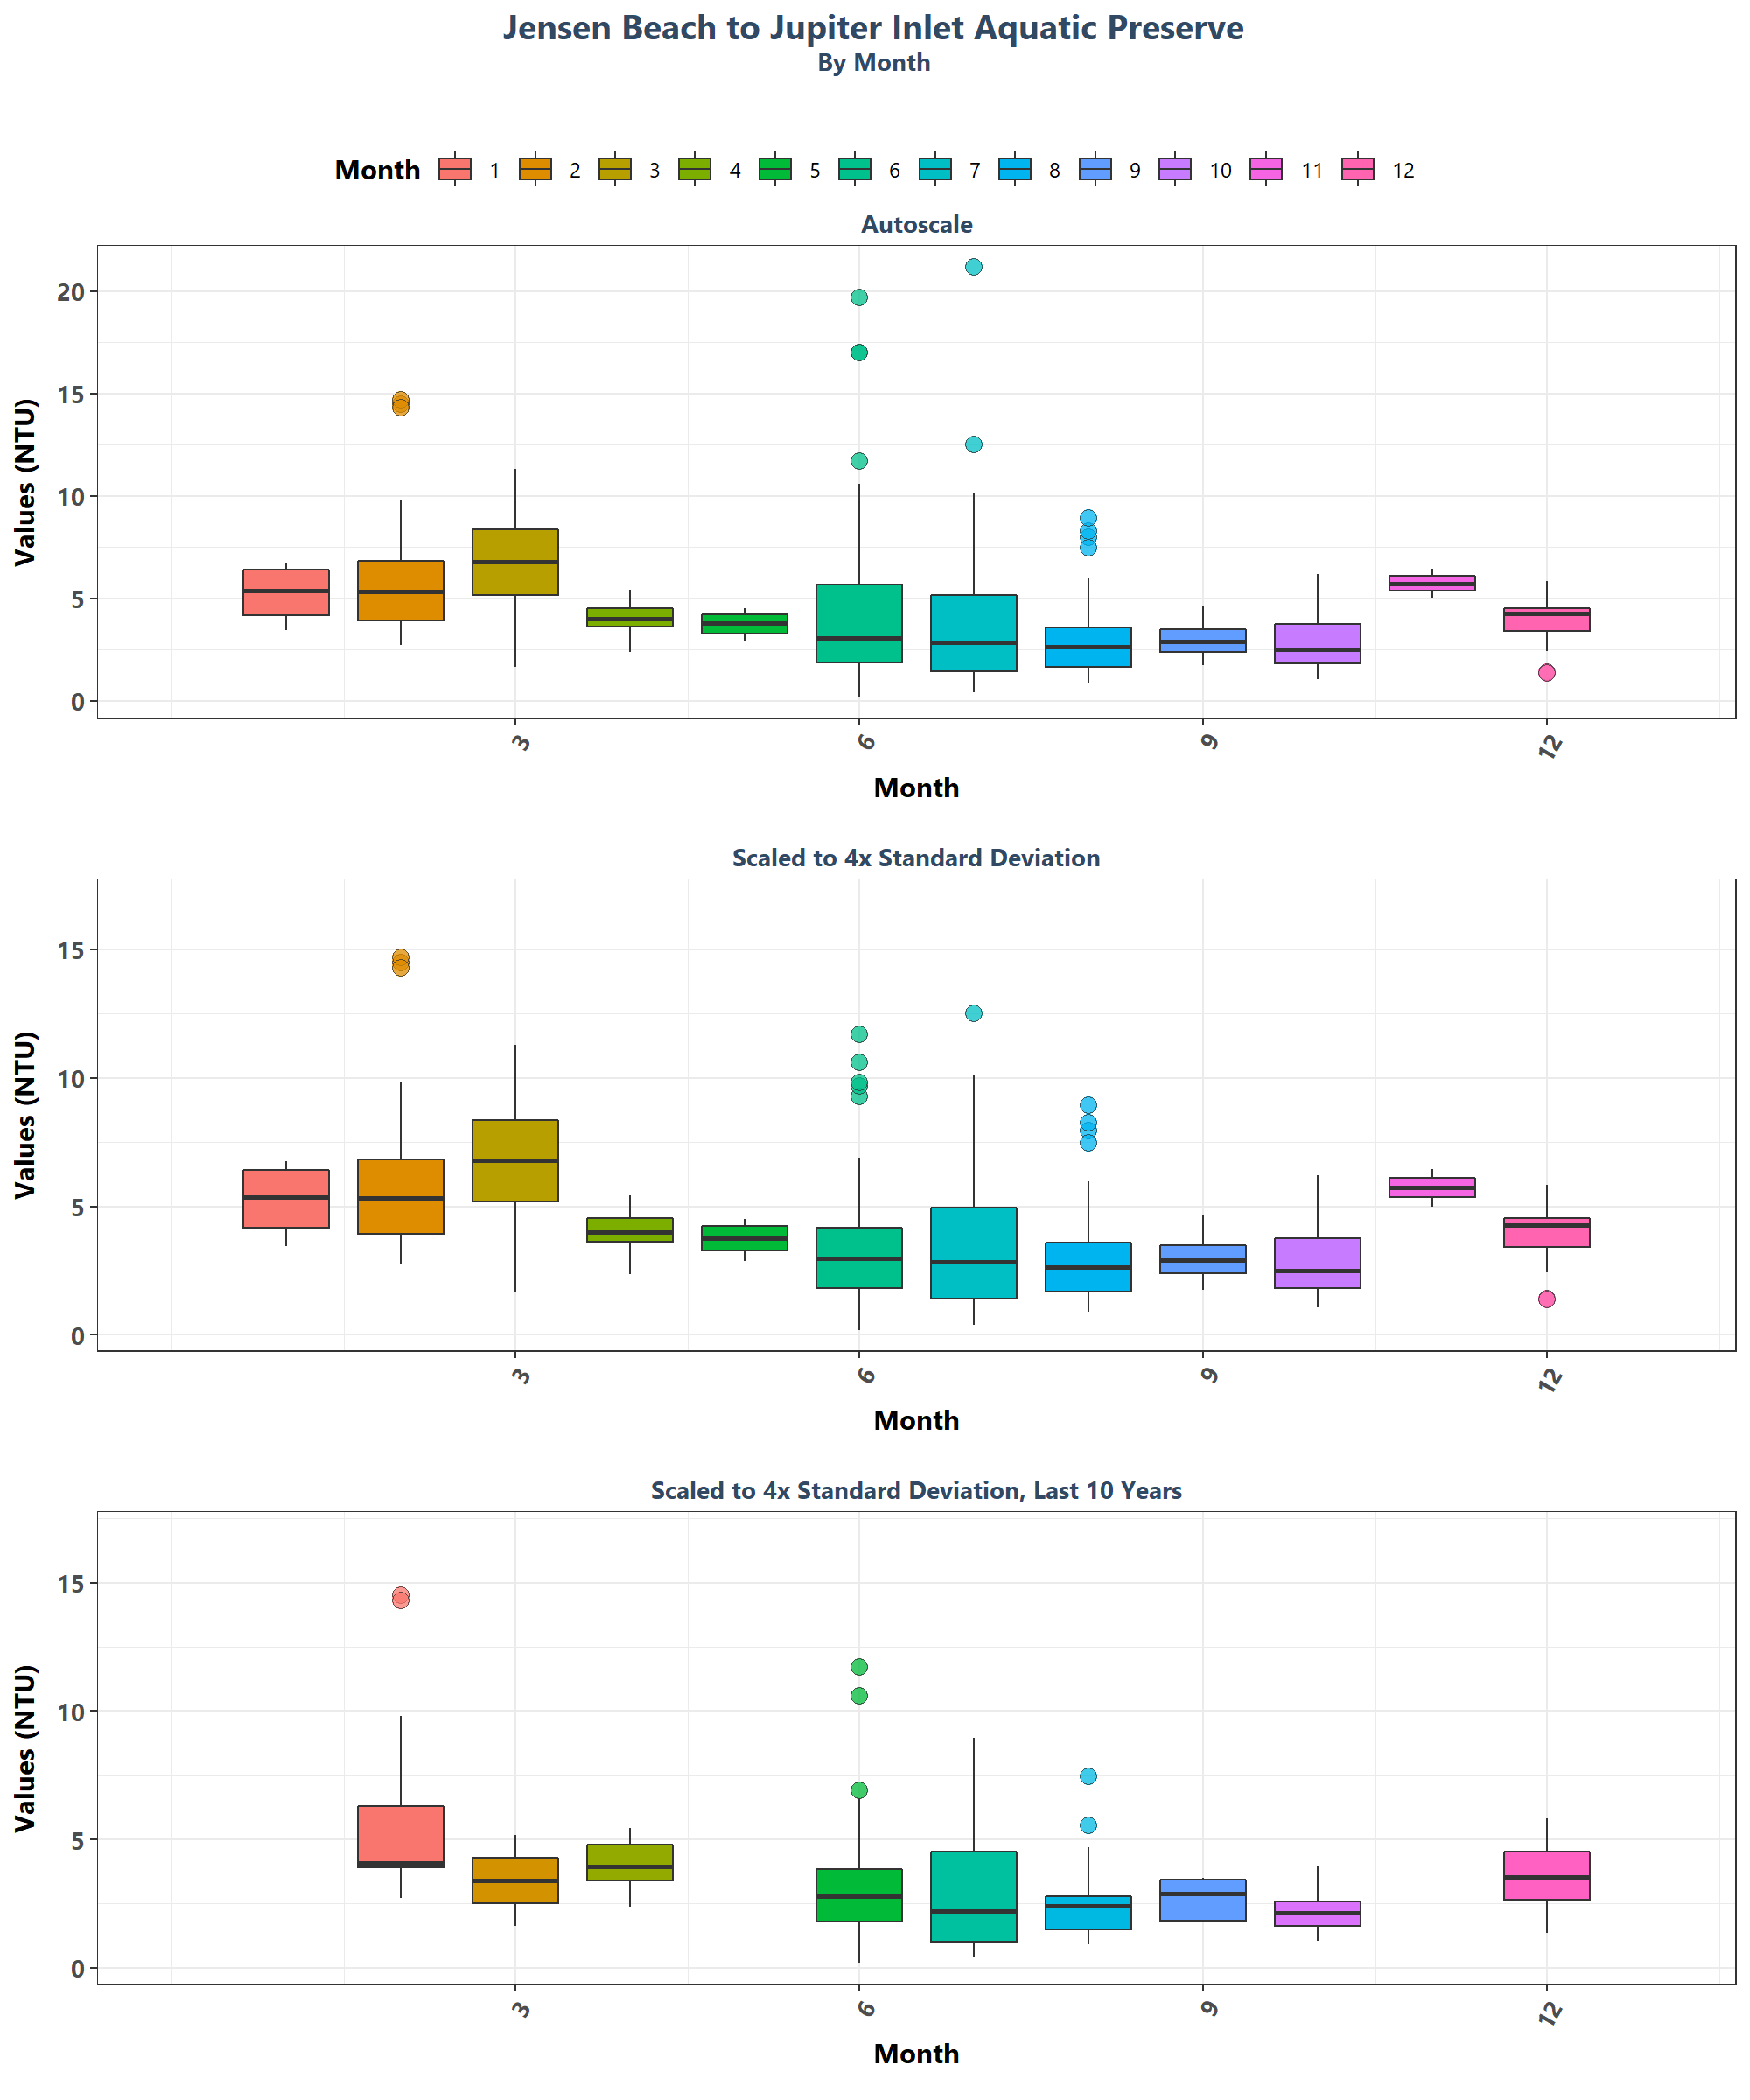 Jensen Beach to Jupiter Inlet Aquatic Preserve
By Month
Month 1 2 3 4 5 6 7 8 9 10 11 12
Autoscale
Values (NTU)
20
15
10
5
0
3 6 9 12
Month
Scaled to 4x Standard Deviation
Values (NTU)
15
10
5
0
3 6 9 12
Month
Scaled to 4x Standard Deviation, Last 10 Years
Values (NTU)
15
10
5
0
3 6 9 12
Month